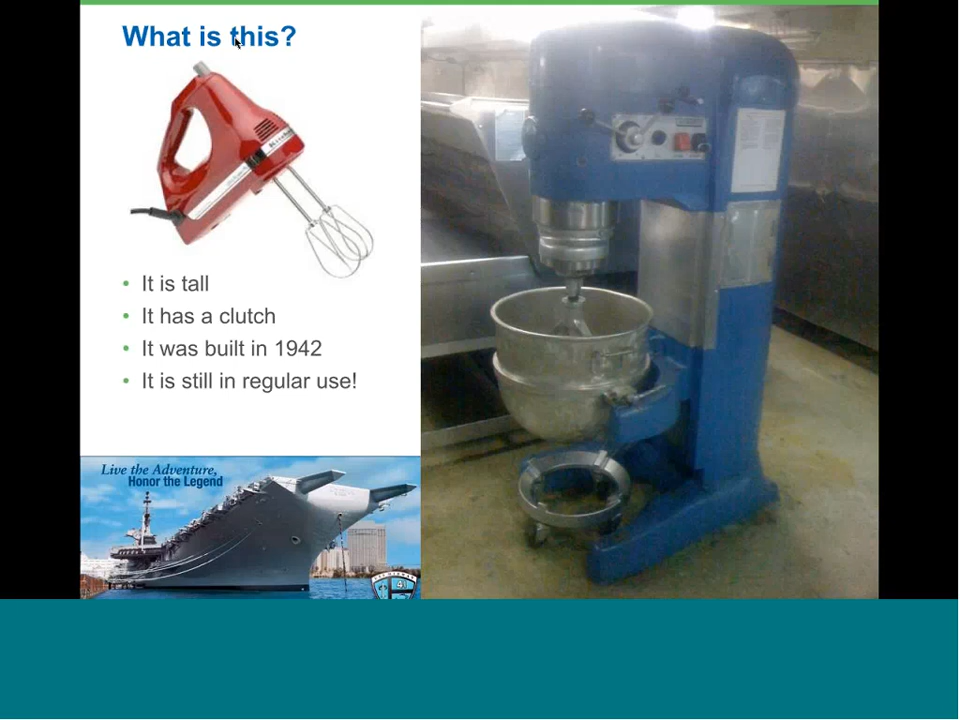 What is this?
• It is tall
• It has a clutch
• It was built in 1942
• It is still in regular use!
Live the Adventure,
Honor the Legend
41